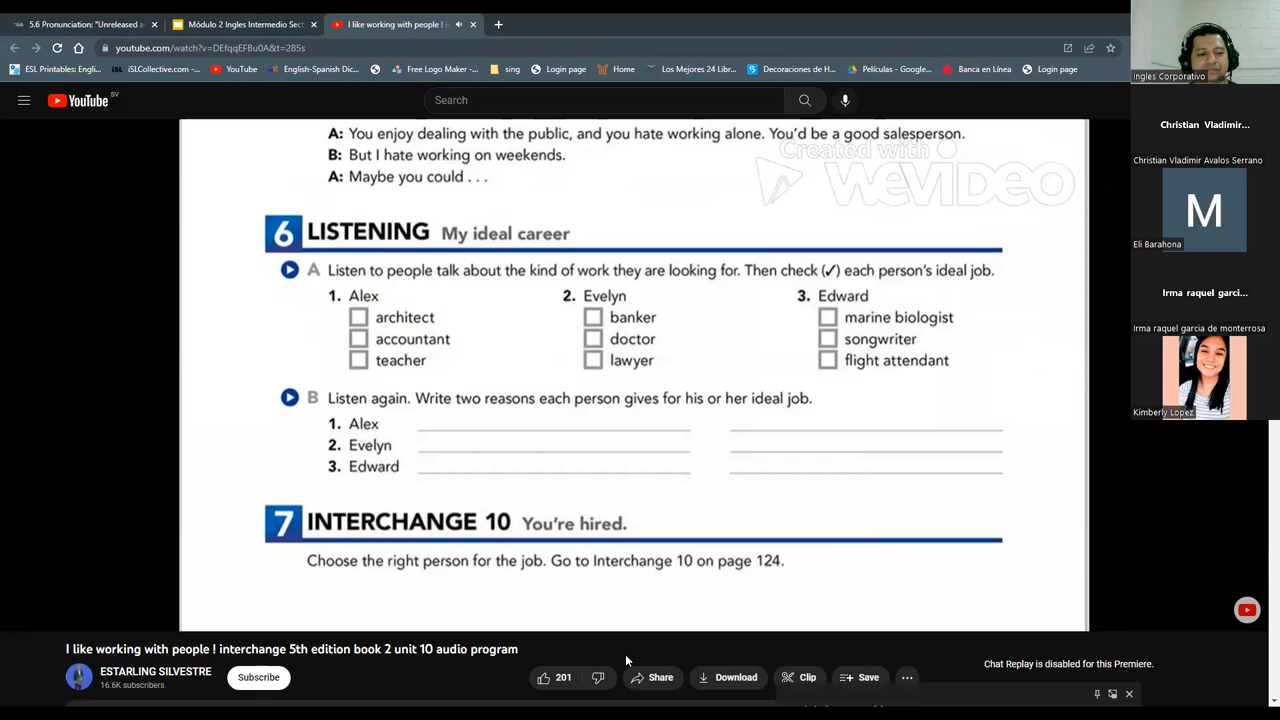 5.6 Pronunciation: "Unreleased a
Módulo 2 Ingles Intermedio Sect
I like working with people ! i
youtube.com/watch?v=DEfqqEFBu0A&t=285s
ESL Printables: Engli...
iSL iSLCollective.com -...
YouTube
English-Spanish Dic...
Free Logo Maker -...
sing
Login page
Home
Los Mejores 24 Libr...
Decoraciones de H...
Películas - Google...
Banca en Línea
Login page
YouTube SV
Search
A: You enjoy dealing with the public, and you hate working alone. You'd be a good salesperson.
B: But I hate working on weekends.
A: Maybe you could . . .
Created with
WeVideo
6 LISTENING My ideal career
A Listen to people talk about the kind of work they are looking for. Then check (✓) each person's ideal job.
1. Alex 2. Evelyn 3. Edward
architect banker marine biologist
accountant doctor songwriter
teacher lawyer flight attendant
B Listen again. Write two reasons each person gives for his or her ideal job.
1. Alex
2. Evelyn
3. Edward
7 INTERCHANGE 10 You're hired.
Choose the right person for the job. Go to Interchange 10 on page 124.
I like working with people ! interchange 5th edition book 2 unit 10 audio program
ESTARLING SILVESTRE
16.6K subscribers
Subscribe
201
Share
Download
Clip
Save
Chat Replay is disabled for this Premiere.
Ingles Corporativo
Christian Vladimir...
Christian Vladimir Avalos Serrano
M
Eli Barahona
Irma raquel garci...
Irma raquel garcia de monterrosa
Kimberly Lopez